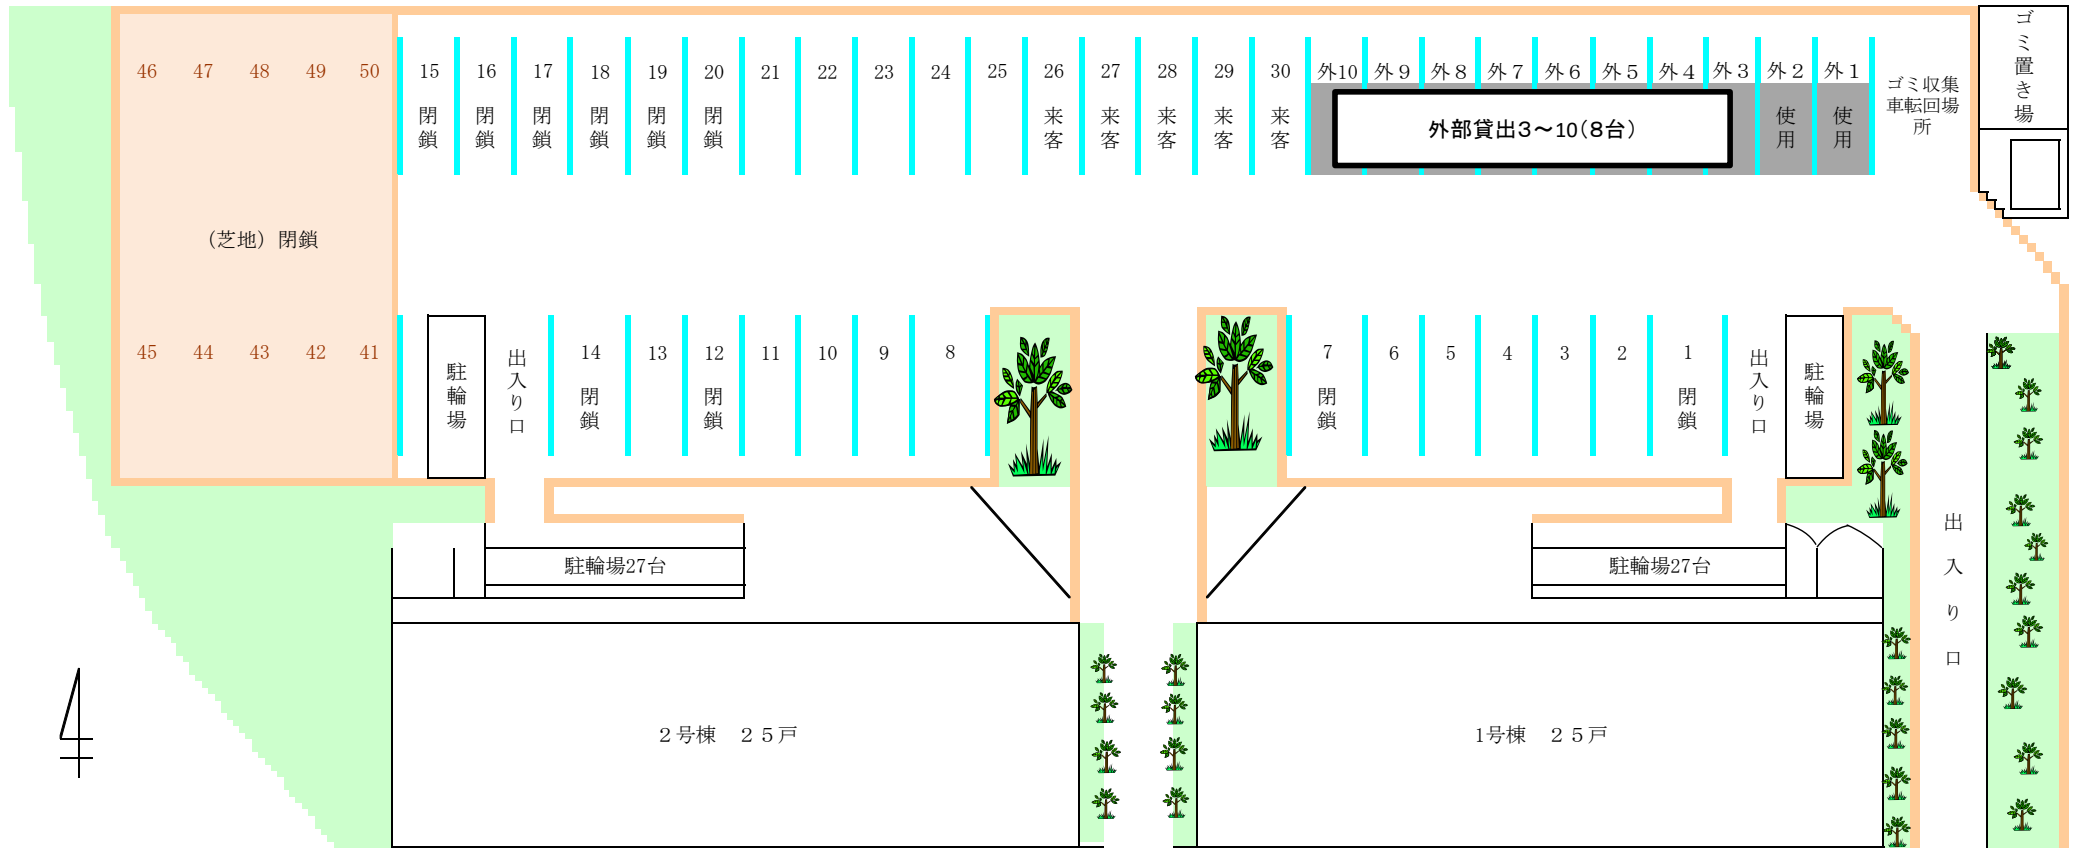 46 47 48 49 50 15 16 17 18 19 20 21 22 23 24 25 26 27 28 29 30 外10 外９ 外８ 外７ 外６ 外５ 外４ 外３ 外２ 外１
閉鎖 閉鎖 閉鎖 閉鎖 閉鎖 閉鎖 来客 来客 来客 来客 来客
外部貸出３〜10（８台）
使用 使用
ゴミ収集
車転回場
所
ゴミ置き場
（芝地）閉鎖
45 44 43 42 41
駐輪場
出入り口
14 13 12 11 10 9 8
閉鎖 閉鎖
7 6 5 4 3 2 1
閉鎖 閉鎖
出入り口
駐輪場
駐輪場27台
駐輪場27台
出入り口
２号棟　２５戸
1号棟　２５戸